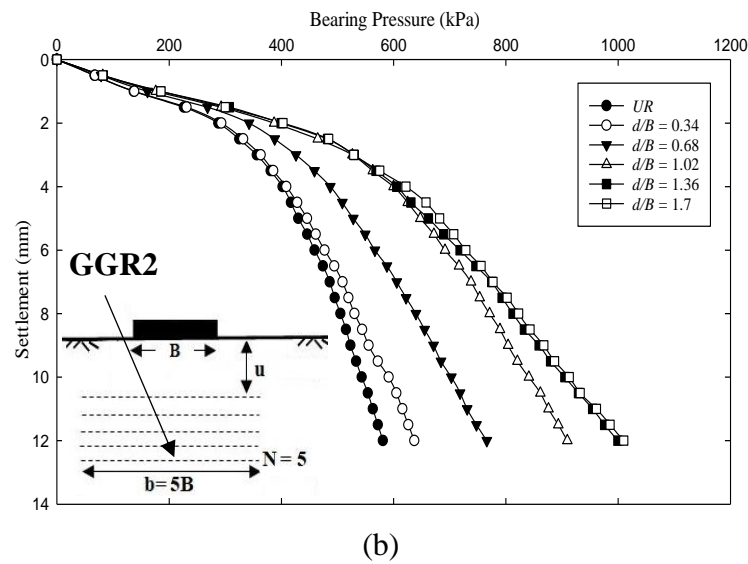 Bearing Pressure (kPa)
0 200 400 600 800 1000 1200
0
2
4
6
8
10
12
14
Settlement (mm)
UR
d/B = 0.34
d/B = 0.68
d/B = 1.02
d/B = 1.36
d/B = 1.7
GGR2
B
u
N = 5
b= 5B
(b)